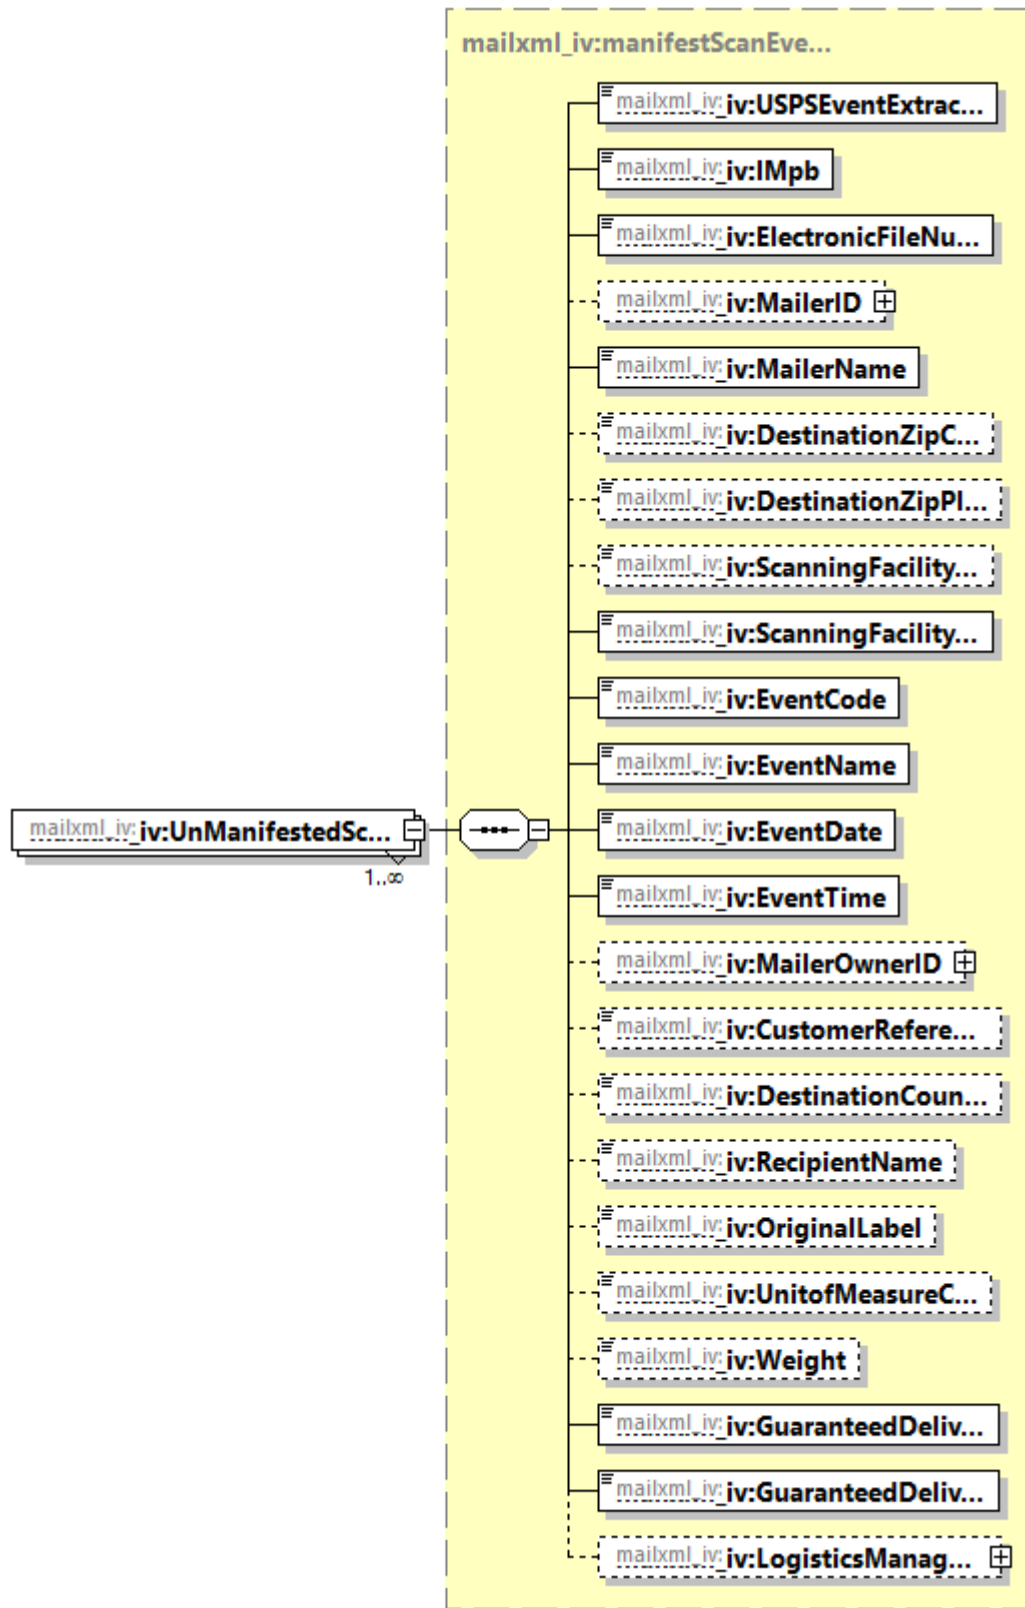 mailxml_iv:manifestScanEve...
mailxml_iv:iv:USPSEventExtrac...
mailxml_iv:iv:IMpb
mailxml_iv:iv:ElectronicFileNu...
mailxml_iv:iv:MailerID
mailxml_iv:iv:MailerName
mailxml_iv:iv:DestinationZipC...
mailxml_iv:iv:DestinationZipPl...
mailxml_iv:iv:ScanningFacility...
mailxml_iv:iv:ScanningFacility...
mailxml_iv:iv:EventCode
mailxml_iv:iv:EventName
mailxml_iv:iv:UnManifestedSc...
1..∞
mailxml_iv:iv:EventDate
mailxml_iv:iv:EventTime
mailxml_iv:iv:MailerOwnerID
mailxml_iv:iv:CustomerRefere...
mailxml_iv:iv:DestinationCoun...
mailxml_iv:iv:RecipientName
mailxml_iv:iv:OriginalLabel
mailxml_iv:iv:UnitofMeasureC...
mailxml_iv:iv:Weight
mailxml_iv:iv:GuaranteedDeliv...
mailxml_iv:iv:GuaranteedDeliv...
mailxml_iv:iv:LogisticsManag...